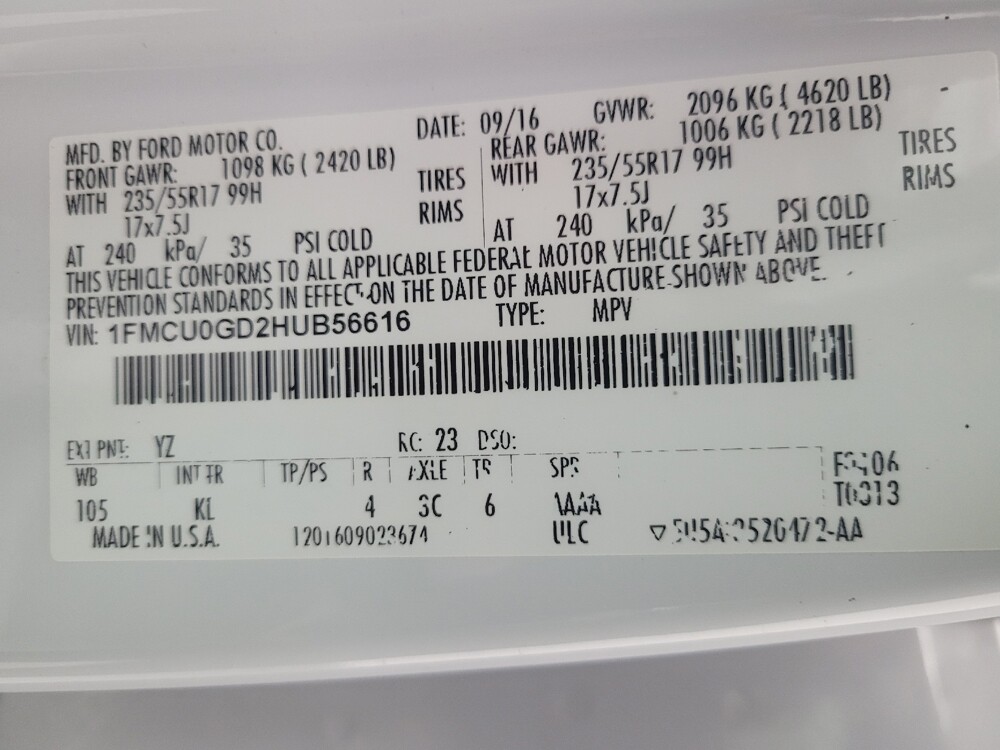 MFD. BY FORD MOTOR CO. DATE: 09/16 GVWR: 2096 KG ( 4620 LB)
FRONT GAWR: 1098 KG ( 2420 LB) REAR GAWR: 1006 KG ( 2218 LB)
WITH 235/55R17 99H TIRES WITH 235/55R17 99H TIRES
17x7.5J RIMS 17x7.5J RIMS
AT 240 kPa/ 35 PSI COLD AT 240 kPa/ 35 PSI COLD
THIS VEHICLE CONFORMS TO ALL APPLICABLE FEDERAL MOTOR VEHICLE SAFETY AND THEFT
PREVENTION STANDARDS IN EFFECT ON THE DATE OF MANUFACTURE SHOWN ABOVE.
VIN: 1FMCU0GD2HUB56616 TYPE: MPV
EXT PNT: YZ RC: 23 DSO:
WB INT TR TP/PS R AXLE TR SPR
105 KL 4 3C 6
MADE IN U.S.A. 1201609023674 ULC